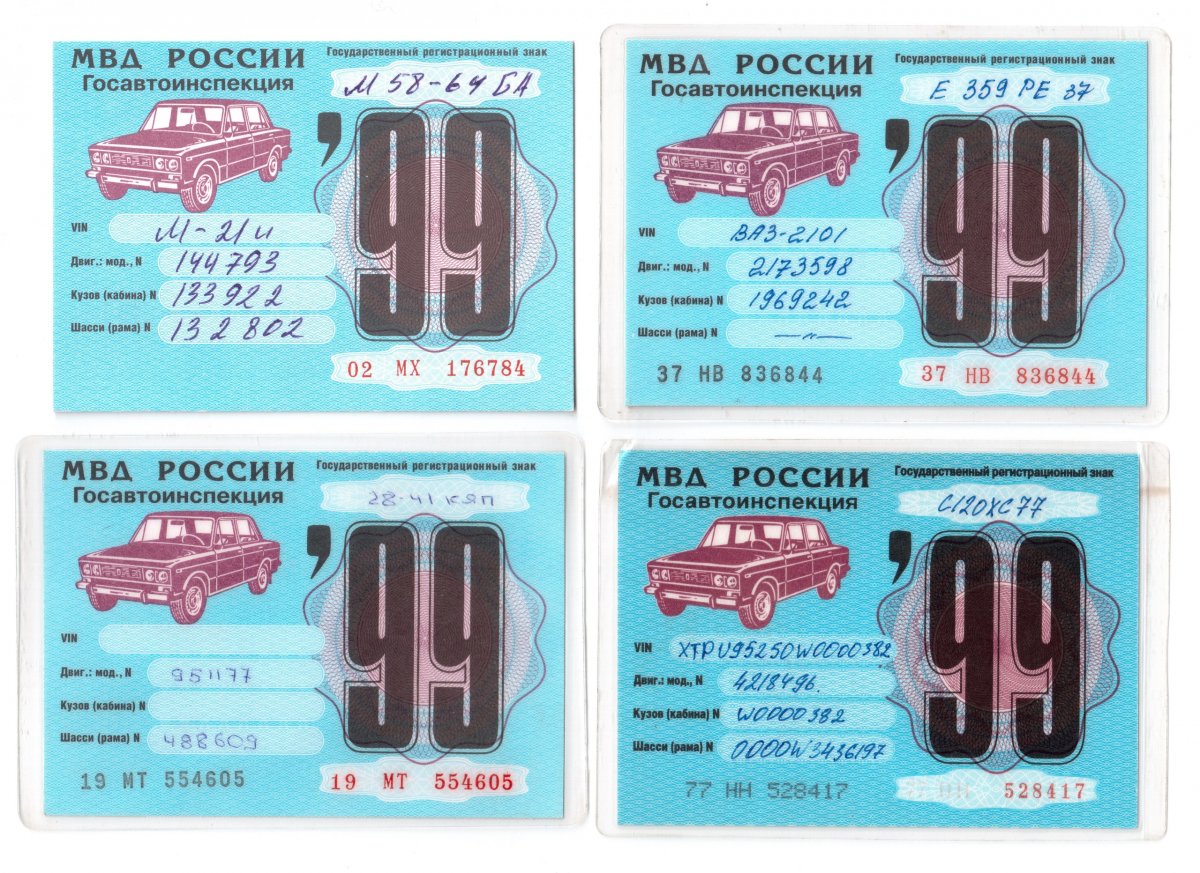 МВД РОССИИ
Госавтоинспекция
Государственный регистрационный знак
М 58-64 БА
'99
VIN М-21И
Двиг.: мод., N 144793
Кузов (кабина) N 133922
Шасси (рама) N 132802
02 МХ 176784
МВД РОССИИ
Госавтоинспекция
Государственный регистрационный знак
Е 359 РЕ 37
'99
VIN ВАЗ-2101
Двиг.: мод., N 2173598
Кузов (кабина) N 1969242
Шасси (рама) N —"—
37 НВ 836844
37 НВ 836844
МВД РОССИИ
Госавтоинспекция
Государственный регистрационный знак
28-41 КЯП
'99
VIN
Двиг.: мод., N 951177
Кузов (кабина) N
Шасси (рама) N 488609
19 МТ 554605
19 МТ 554605
МВД РОССИИ
Госавтоинспекция
Государственный регистрационный знак
С120ХС77
'99
VIN XTPU95250W0000382
Двиг.: мод., N 4218496.
Кузов (кабина) N W0000382
Шасси (рама) N 0000W3436197
77 НН 528417
528417